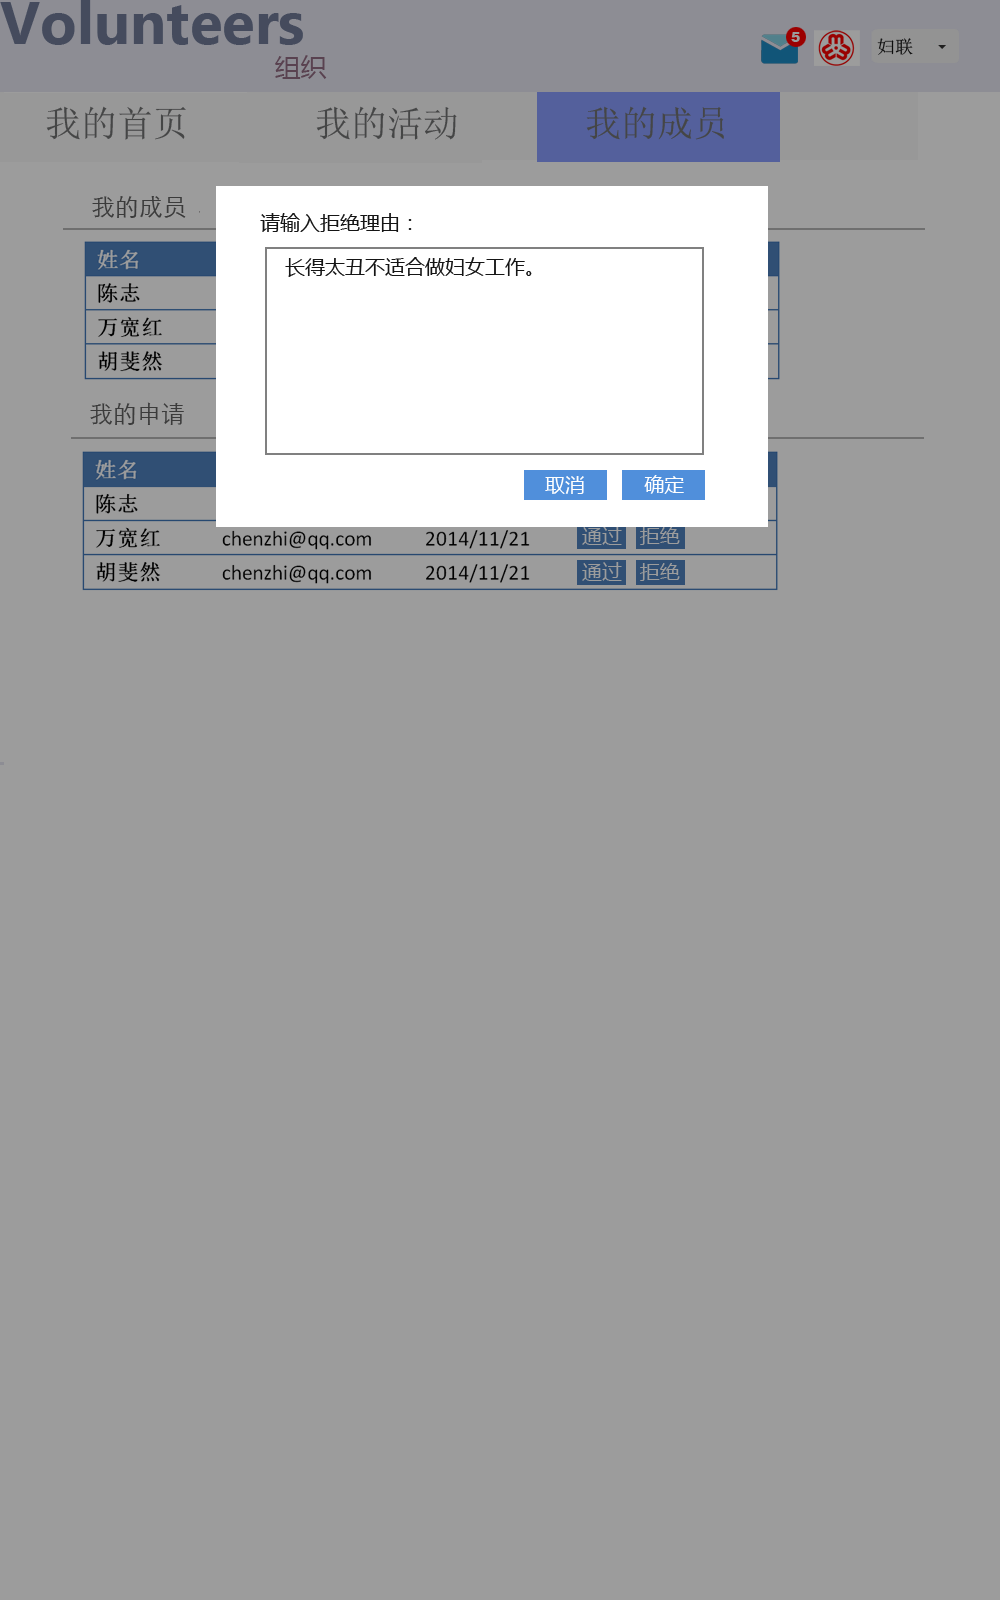 Volunteers
组织
5
妇联
我的首页 我的活动 我的成员
我的成员
请输入拒绝理由：
长得太丑不适合做妇女工作。
取消 确定
姓名
陈志
万宽红
胡斐然
我的申请
姓名
陈志
万宽红 chenzhi@qq.com 2014/11/21 通过 拒绝
胡斐然 chenzhi@qq.com 2014/11/21 通过 拒绝